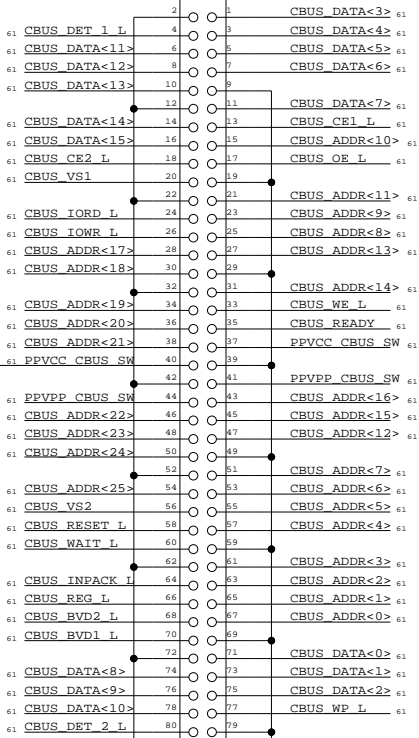 2 1 CBUS_DATA<3> 61
61 CBUS_DET_1_L 4 3 CBUS_DATA<4> 61
61 CBUS_DATA<11> 6 5 CBUS_DATA<5> 61
61 CBUS_DATA<12> 8 7 CBUS_DATA<6> 61
61 CBUS_DATA<13> 10 9
12 11 CBUS_DATA<7> 61
61 CBUS_DATA<14> 14 13 CBUS_CE1_L 61
61 CBUS_DATA<15> 16 15 CBUS_ADDR<10> 61
61 CBUS_CE2_L 18 17 CBUS_OE_L 61
61 CBUS_VS1 20 19
22 21 CBUS_ADDR<11> 61
61 CBUS_IORD_L 24 23 CBUS_ADDR<9> 61
61 CBUS_IOWR_L 26 25 CBUS_ADDR<8> 61
61 CBUS_ADDR<17> 28 27 CBUS_ADDR<13> 61
61 CBUS_ADDR<18> 30 29
32 31 CBUS_ADDR<14> 61
61 CBUS_ADDR<19> 34 33 CBUS_WE_L 61
61 CBUS_ADDR<20> 36 35 CBUS_READY 61
61 CBUS_ADDR<21> 38 37 PPVCC_CBUS_SW 61
61 PPVCC_CBUS_SW 40 39
42 41 PPVPP_CBUS_SW 61
61 PPVPP_CBUS_SW 44 43 CBUS_ADDR<16> 61
61 CBUS_ADDR<22> 46 45 CBUS_ADDR<15> 61
61 CBUS_ADDR<23> 48 47 CBUS_ADDR<12> 61
61 CBUS_ADDR<24> 50 49
52 51 CBUS_ADDR<7> 61
61 CBUS_ADDR<25> 54 53 CBUS_ADDR<6> 61
61 CBUS_VS2 56 55 CBUS_ADDR<5> 61
61 CBUS_RESET_L 58 57 CBUS_ADDR<4> 61
61 CBUS_WAIT_L 60 59
62 61 CBUS_ADDR<3> 61
61 CBUS_INPACK_L 64 63 CBUS_ADDR<2> 61
61 CBUS_REG_L 66 65 CBUS_ADDR<1> 61
61 CBUS_BVD2_L 68 67 CBUS_ADDR<0> 61
61 CBUS_BVD1_L 70 69
72 71 CBUS_DATA<0> 61
61 CBUS_DATA<8> 74 73 CBUS_DATA<1> 61
61 CBUS_DATA<9> 76 75 CBUS_DATA<2> 61
61 CBUS_DATA<10> 78 77 CBUS_WP_L 61
61 CBUS_DET_2_L 80 79